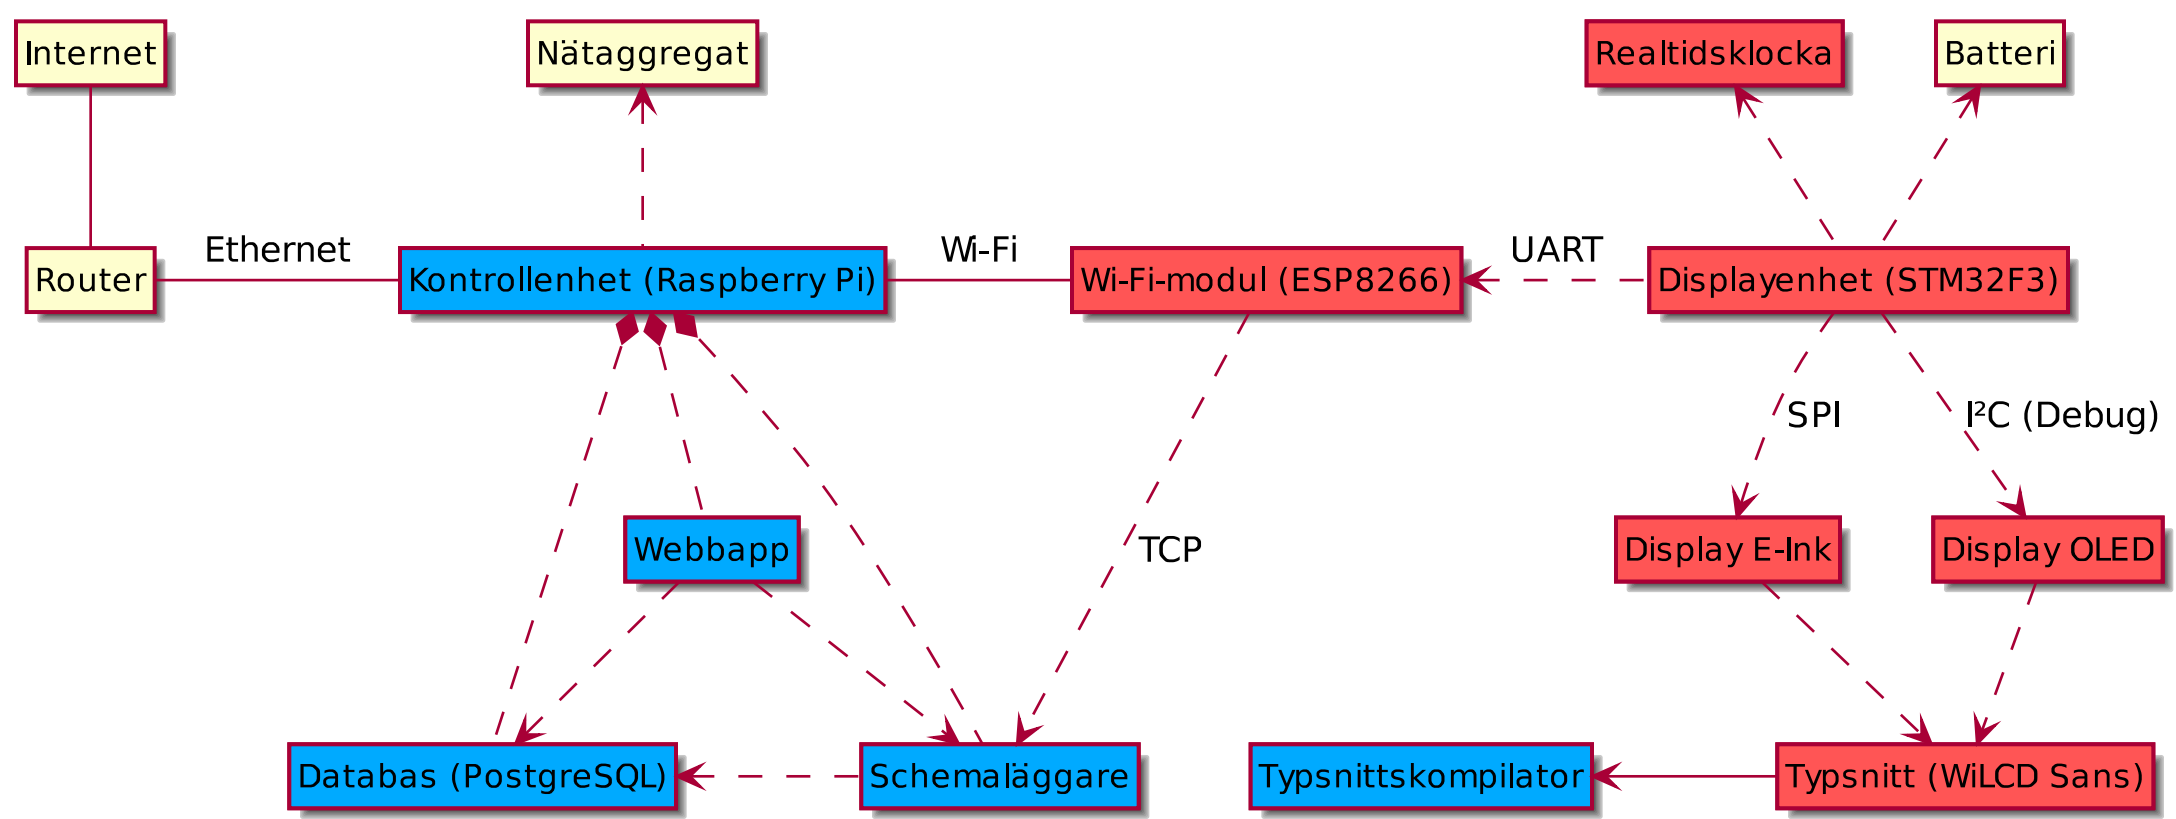 Internet
Nätaggregat
Realtidsklocka
Batteri
Ethernet
Wi-Fi
UART
Router
Kontrollenhet (Raspberry Pi)
Wi-Fi-modul (ESP8266)
Displayenhet (STM32F3)
SPI
I²C (Debug)
Webbapp
TCP
Display E-Ink
Display OLED
Databas (PostgreSQL)
Schemaläggare
Typsnittskompilator
Typsnitt (WiLCD Sans)